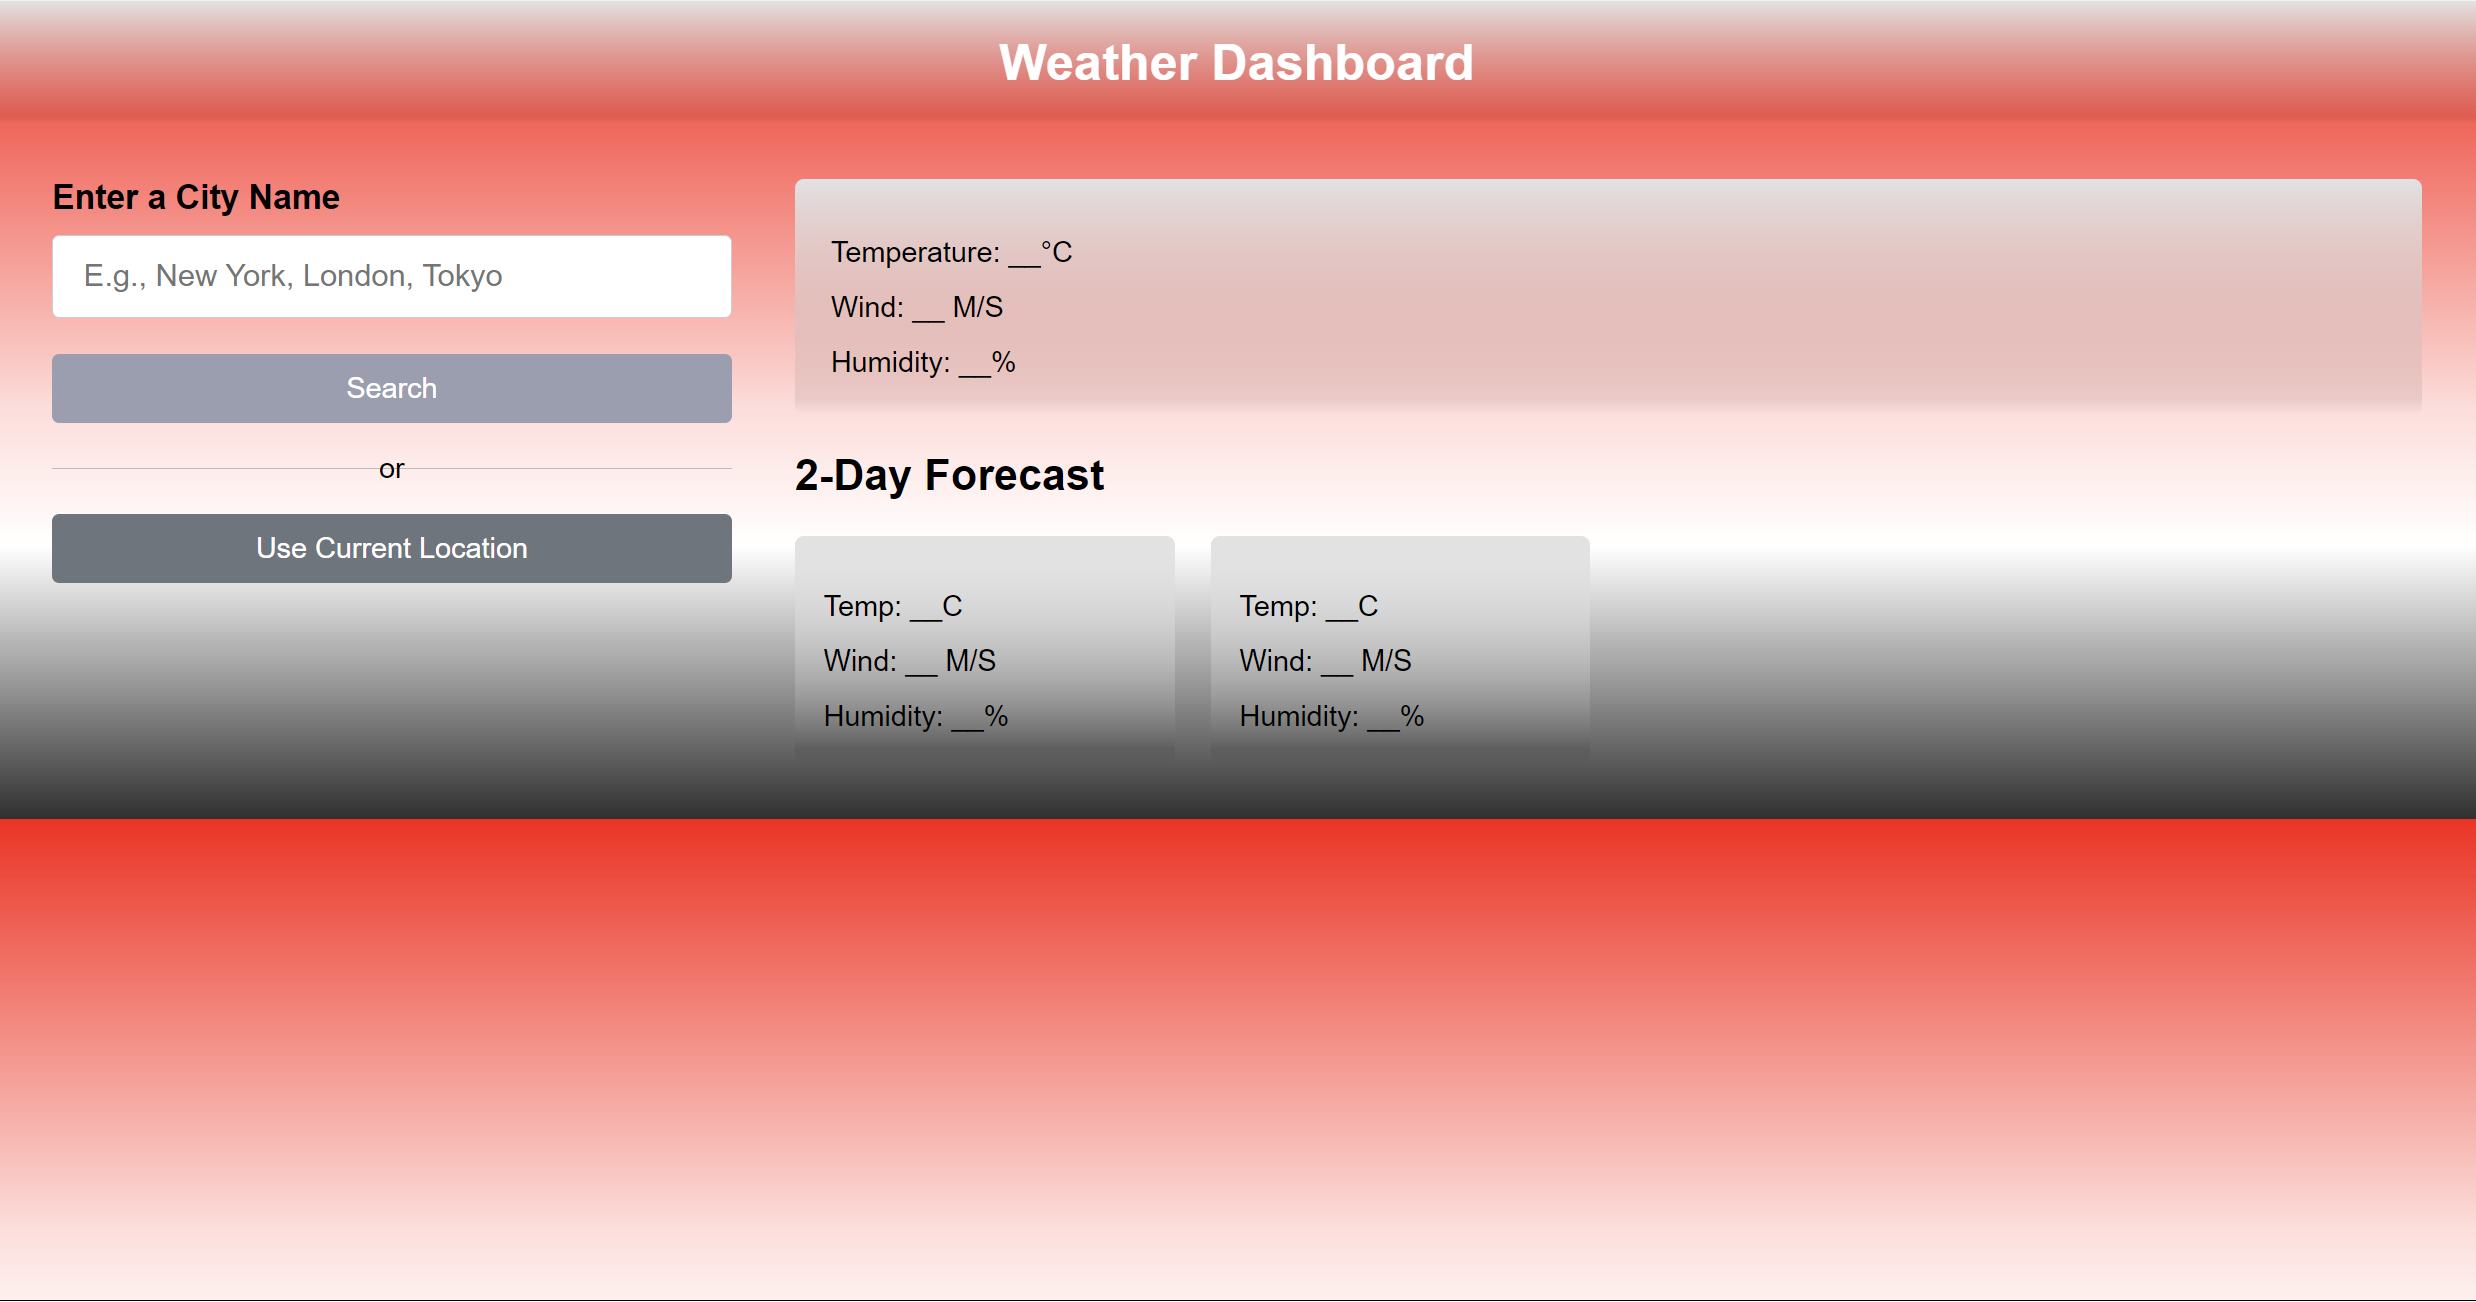 Weather Dashboard
Enter a City Name
E.g., New York, London, Tokyo
Search
or
Use Current Location
Temperature: __°C
Wind: __ M/S
Humidity: __%
2-Day Forecast
Temp: __C
Wind: __ M/S
Humidity: __%
Temp: __C
Wind: __ M/S
Humidity: __%